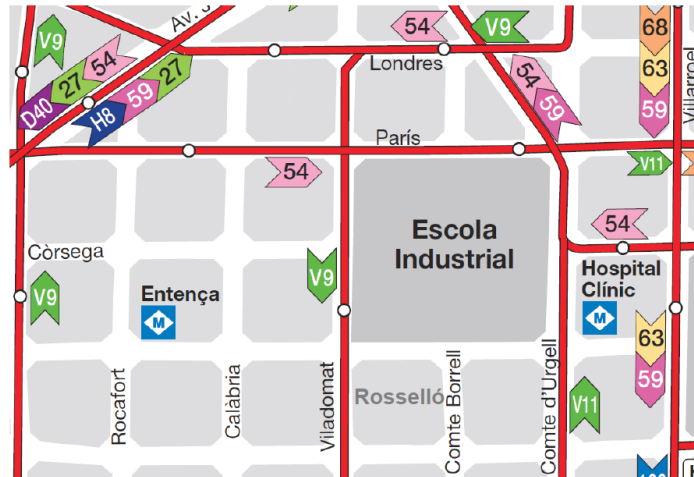 V9
Av. J
54
V9
68
63
59
54
27
D40
27
59
H8
Londres
54
59
Villarroel
París
V11
54
Escola
Industrial
54
Còrsega
V9
Entença
M
V9
Hospital
Clínic
M
63
59
Rocafort
Calàbria
Viladomat
Rosselló
Comte Borrell
Comte d'Urgell
V11
H